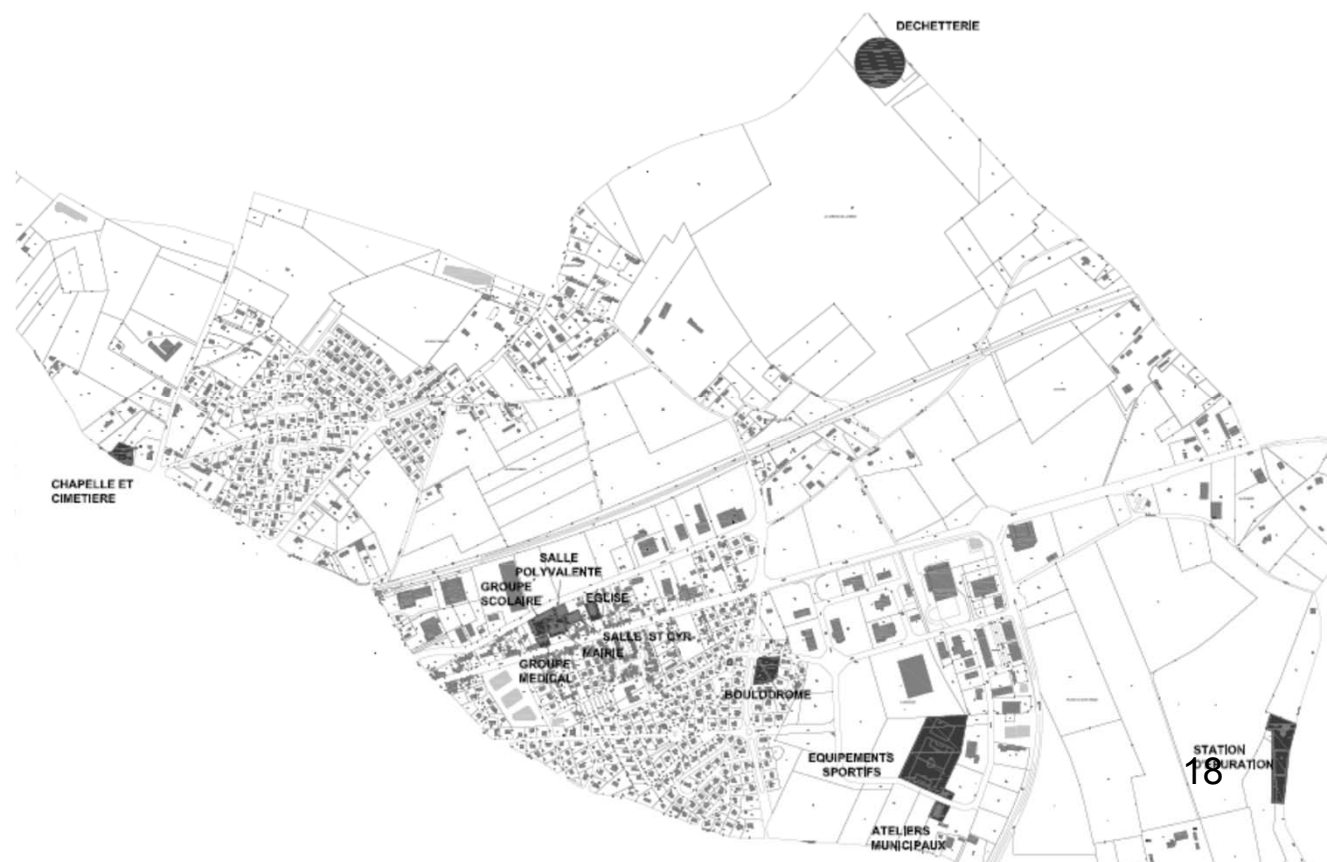 DECHETTERIE
CHAPELLE ET
CIMETIERE
SALLE
POLYVALENTE
GROUPE
SCOLAIRE
EGLISE
SALLE ST CYR
MAIRIE
GROUPE
MEDICAL
BOULODROME
EQUIPEMENTS
SPORTIFS
STATION
D'EPURATION
18
ATELIERS
MUNICIPAUX